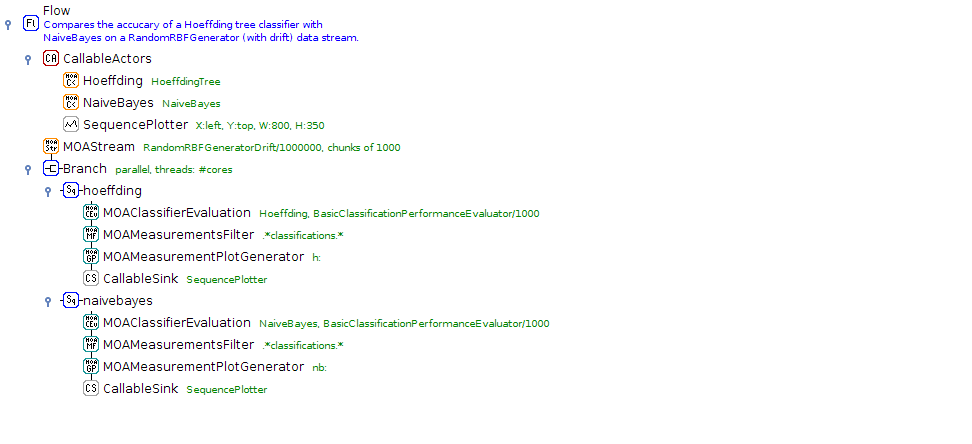 Flow
Fl Compares the accucary of a Hoeffding tree classifier with
NaiveBayes on a RandomRBFGenerator (with drift) data stream.
CA CallableActors
MOA C< Hoeffding HoeffdingTree
MOA C< NaiveBayes NaiveBayes
SequencePlotter X:left, Y:top, W:800, H:350
MOA Str MOAStream RandomRBFGeneratorDrift/1000000, chunks of 1000
Branch parallel, threads: #cores
Sq hoeffding
MOA CEv MOAClassifierEvaluation Hoeffding, BasicClassificationPerformanceEvaluator/1000
MOA MF MOAMeasurementsFilter .*classifications.*
MOA GP MOAMeasurementPlotGenerator h:
CS CallableSink SequencePlotter
Sq naivebayes
MOA CEv MOAClassifierEvaluation NaiveBayes, BasicClassificationPerformanceEvaluator/1000
MOA MF MOAMeasurementsFilter .*classifications.*
MOA GP MOAMeasurementPlotGenerator nb:
CS CallableSink SequencePlotter